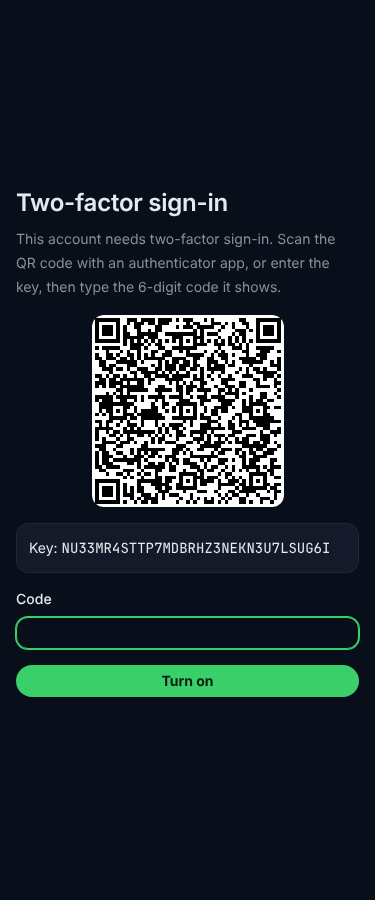 Two-factor sign-in
This account needs two-factor sign-in. Scan the
QR code with an authenticator app, or enter the
key, then type the 6-digit code it shows.
Key: NU33MR4STTP7MDBRHZ3NEKN3U7LSUG6I
Code
Turn on